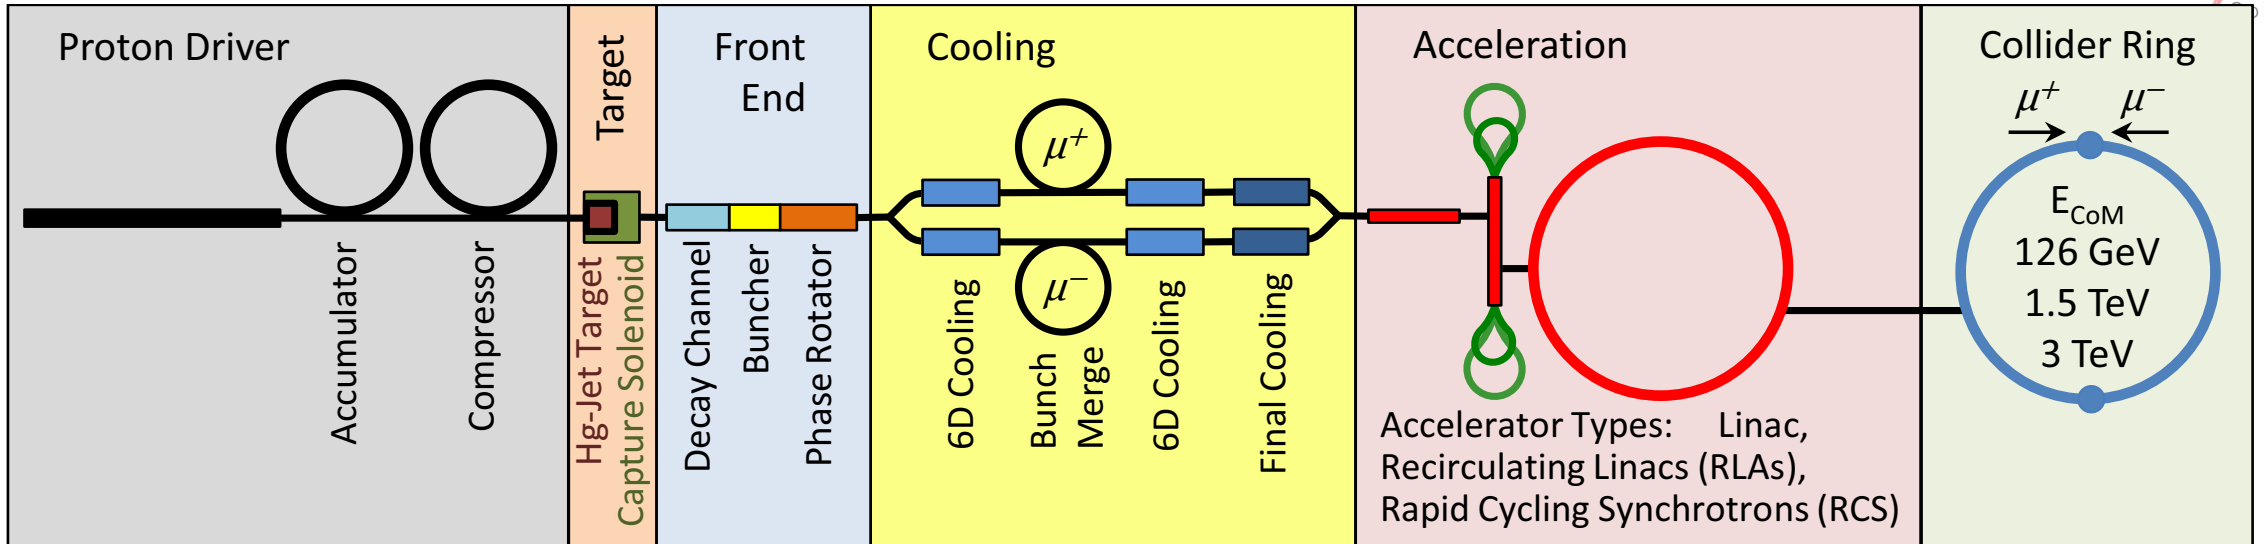 Proton Driver
Accumulator
Compressor
Target
Hg-Jet Target
Capture Solenoid
Front
End
Decay Channel
Buncher
Phase Rotator
Cooling
μ+
μ−
6D Cooling
Bunch
Merge
6D Cooling
Final Cooling
Acceleration
Accelerator Types: Linac,
Recirculating Linacs (RLAs),
Rapid Cycling Synchrotrons (RCS)
Collider Ring
μ+ μ−
ECoM
126 GeV
1.5 TeV
3 TeV